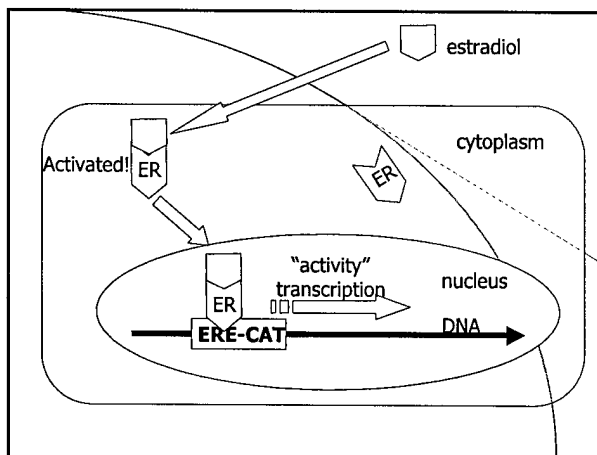 estradiol
cytoplasm
Activated!
ER
ER
"activity"
transcription
nucleus
ER
DNA
ERE-CAT